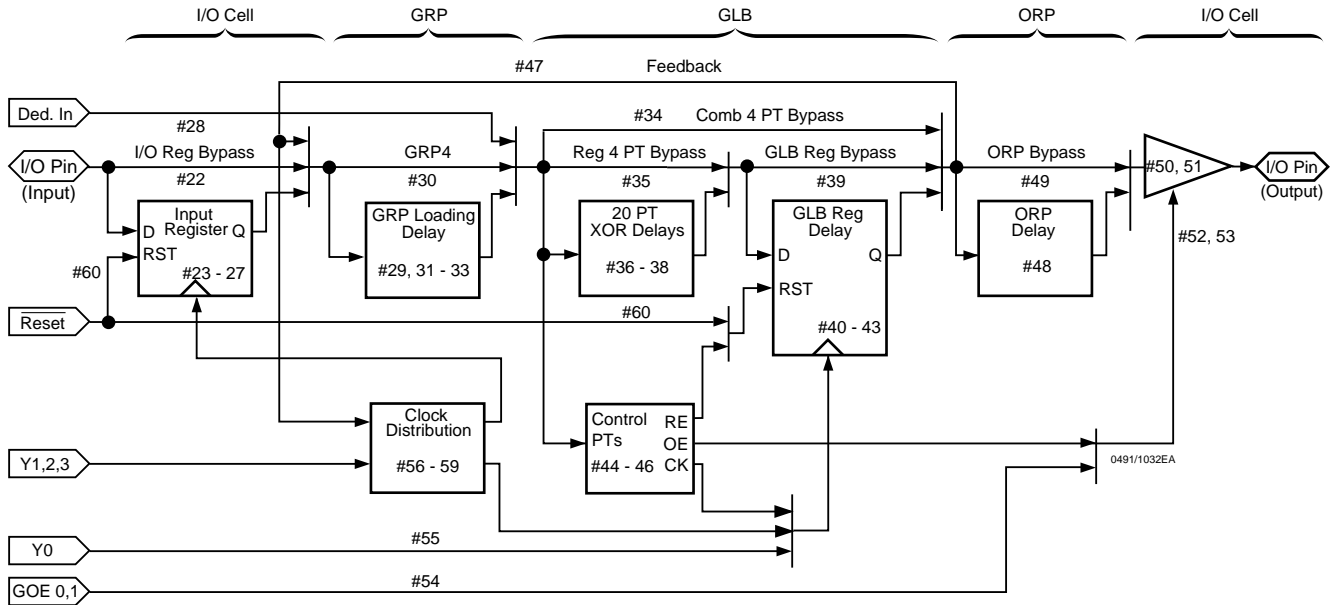 I/O Cell GRP GLB ORP I/O Cell
#47 Feedback
Ded. In
#28
#34 Comb 4 PT Bypass
I/O Pin
(Input)
I/O Reg Bypass
#22
GRP4
#30
Reg 4 PT Bypass
#35
GLB Reg Bypass
#39
ORP Bypass
#49
#50, 51
I/O Pin
(Output)
Input
Register
D
Q
RST
#23 - 27
#60
GRP Loading
Delay
#29, 31 - 33
20 PT
XOR Delays
#36 - 38
GLB Reg
Delay
D
Q
RST
#40 - 43
ORP
Delay
#48
#52, 53
Reset
#60
Clock
Distribution
#56 - 59
Control
PTs
#44 - 46
RE
OE
CK
0491/1032EA
Y1,2,3
Y0
#55
GOE 0,1
#54